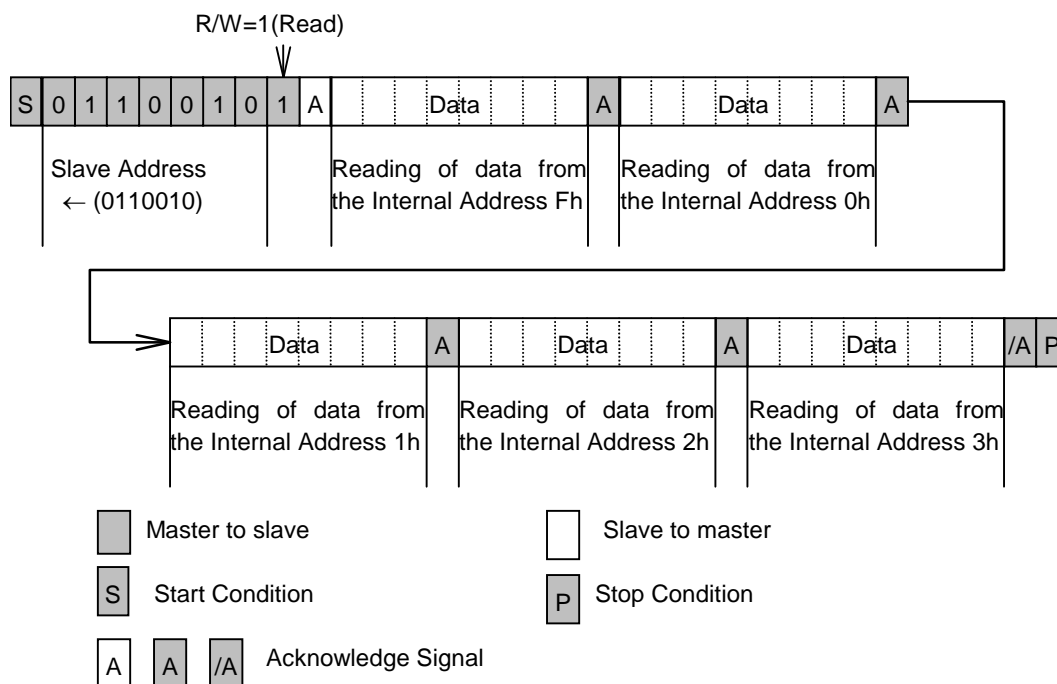 R/W=1(Read)
S 0 1 1 0 0 1 0 1 A Data A Data A
Slave Address
← (0110010)
Reading of data from
the Internal Address Fh
Reading of data from
the Internal Address 0h
Data A Data A Data /A P
Reading of data from
the Internal Address 1h
Reading of data from
the Internal Address 2h
Reading of data from
the Internal Address 3h
Master to slave
Slave to master
S Start Condition
P Stop Condition
A A /A Acknowledge Signal